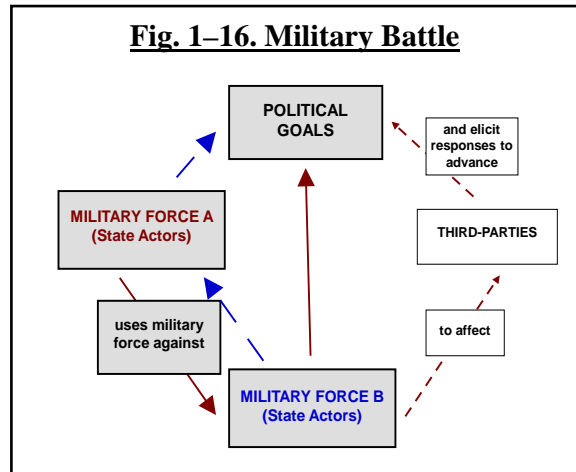 Fig. 1–16. Military Battle
POLITICAL
GOALS
and elicit
responses to
advance
MILITARY FORCE A
(State Actors)
THIRD-PARTIES
uses military
force against
to affect
MILITARY FORCE B
(State Actors)